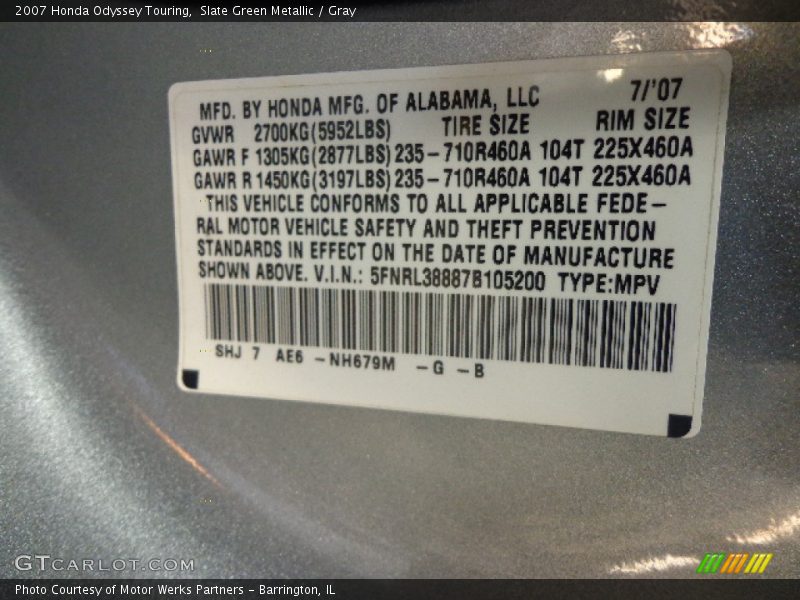 2007 Honda Odyssey Touring,  Slate Green Metallic / Gray
MFD. BY HONDA MFG. OF ALABAMA, LLC 7/'07
GVWR 2700KG(5952LBS) TIRE SIZE RIM SIZE
GAWR F 1305KG(2877LBS) 235-710R460A 104T 225X460A
GAWR R 1450KG(3197LBS) 235-710R460A 104T 225X460A
THIS VEHICLE CONFORMS TO ALL APPLICABLE FEDE-
RAL MOTOR VEHICLE SAFETY AND THEFT PREVENTION
STANDARDS IN EFFECT ON THE DATE OF MANUFACTURE
SHOWN ABOVE. V.I.N.: 5FNRL38887B105200 TYPE:MPV
SHJ 7 AE6 -NH679M -G -B
GTCARLOT.COM
Photo Courtesy of Motor Werks Partners - Barrington, IL